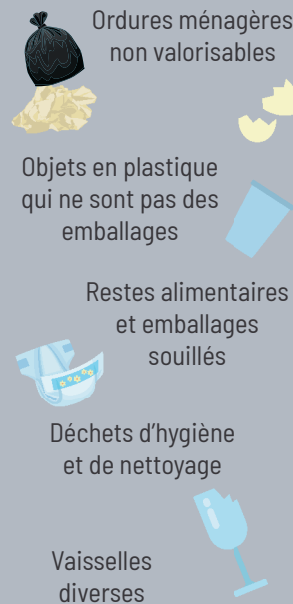 Ordures ménagères
non valorisables
Objets en plastique
qui ne sont pas des
emballages
Restes alimentaires
et emballages
souillés
Déchets d’hygiène
et de nettoyage
Vaisselles
diverses